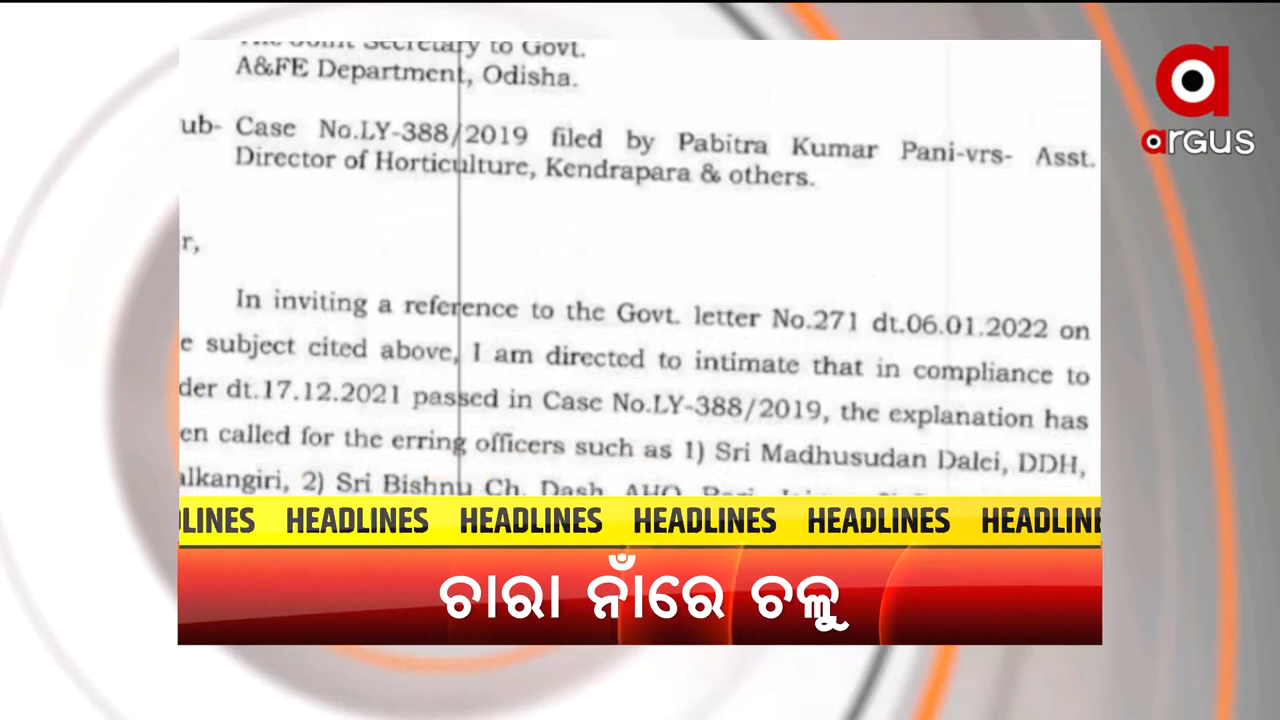 The Joint Secretary to Govt.
A&FE Department, Odisha.
ub- Case No.LY-388/2019 filed by Pabitra Kumar Pani-vrs- Asst.
Director of Horticulture, Kendrapara & others.
r,
In inviting a reference to the Govt. letter No.271 dt.06.01.2022 on
e subject cited above, I am directed to intimate that in compliance to
der dt.17.12.2021 passed in Case No.LY-388/2019, the explanation has
en called for the erring officers such as 1) Sri Madhusudan Dalei, DDH,
alkangiri, 2) Sri Bishnu Ch. Dash, AHO,
LINES HEADLINES HEADLINES HEADLINES HEADLINES HEADLINE
ଚାରା ନାଁରେ ଚଳୁ
argus